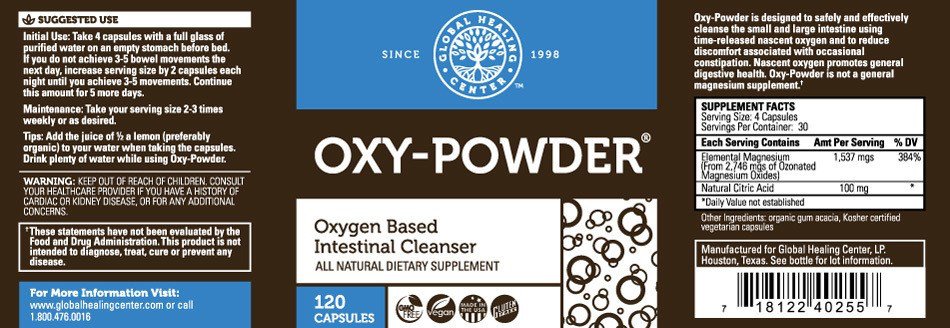 SUGGESTED USE
Initial Use: Take 4 capsules with a full glass of
purified water on an empty stomach before bed.
If you do not achieve 3-5 bowel movements the
next day, increase serving size by 2 capsules each
night until you achieve 3-5 movements. Continue
this amount for 5 more days.
Maintenance: Take your serving size 2-3 times
weekly or as desired.
Tips: Add the juice of ½ a lemon (preferably
organic) to your water when taking the capsules.
Drink plenty of water while using Oxy-Powder.
WARNING: KEEP OUT OF REACH OF CHILDREN. CONSULT
YOUR HEALTHCARE PROVIDER IF YOU HAVE A HISTORY OF
CARDIAC OR KIDNEY DISEASE, OR FOR ANY ADDITIONAL
CONCERNS.
†These statements have not been evaluated by the
Food and Drug Administration. This product is not
intended to diagnose, treat, cure or prevent any
disease.
For More Information Visit:
www.globalhealingcenter.com or call
1.800.476.0016
SINCE 1998
GLOBAL HEALING
CENTER
TM
OXY-POWDER®
Oxygen Based
Intestinal Cleanser
ALL NATURAL DIETARY SUPPLEMENT
120
CAPSULES
GMO
FREE
vegan
MADE IN
THE USA
GLUTEN
FREE
Oxy-Powder is designed to safely and effectively
cleanse the small and large intestine using
time-released nascent oxygen and to reduce
discomfort associated with occasional
constipation. Nascent oxygen promotes general
digestive health. Oxy-Powder is not a general
magnesium supplement.†
SUPPLEMENT FACTS
Serving Size: 4 Capsules
Servings Per Container: 30
Each Serving Contains Amt Per Serving % DV
Elemental Magnesium 1,537 mgs 384%
(From 2,746 mgs of Ozonated
Magnesium Oxides)
Natural Citric Acid 100 mg *
*Daily Value not established
Other Ingredients: organic gum acacia, Kosher certified
vegetarian capsules
Manufactured for Global Healing Center, LP.
Houston, Texas. See bottle for lot information.
7 18122 40255 7